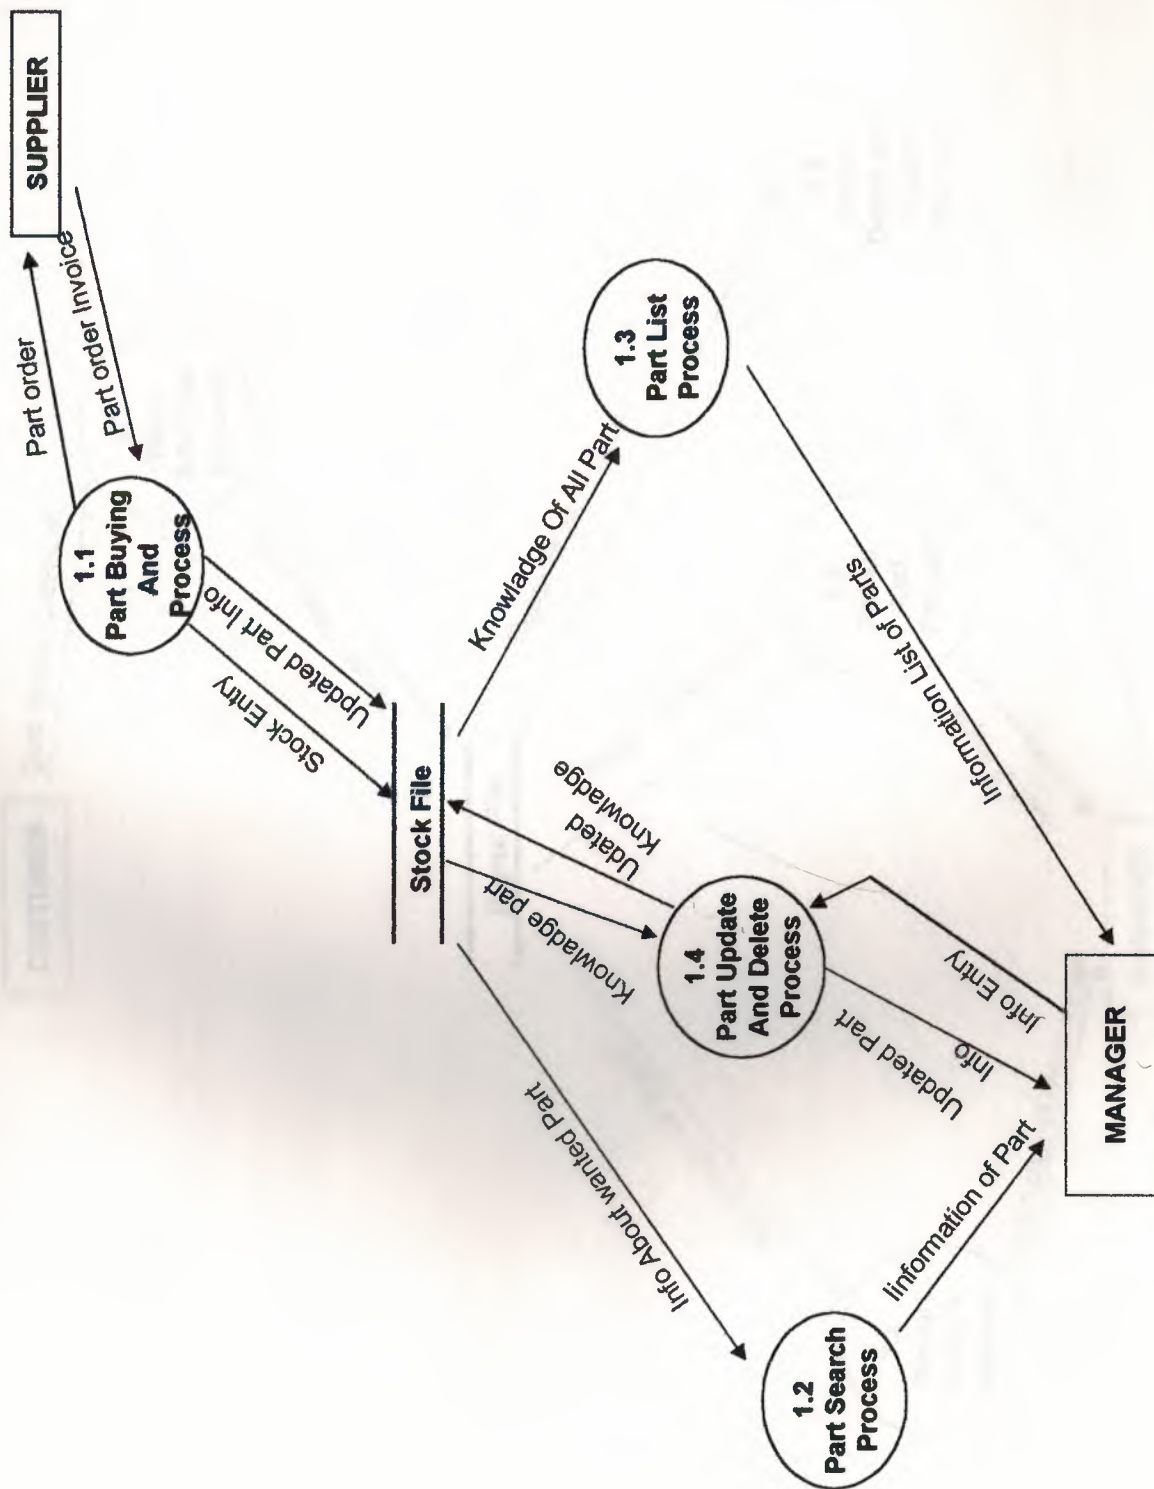 SUPPLIER
Part order
Part order Invoice
1.1
Part Buying
And
Process
Updated Part Info
Stock Entry
Stock File
Knowladge Of All Part
1.3
Part List
Process
Information List of Parts
Udated
Knowladge
Knowladge part
1.4
Part Update
And Delete
Process
Info Entry
Updated Part
Info
Info About wanted Part
1.2
Part Search
Process
Iinformation of Part
MANAGER